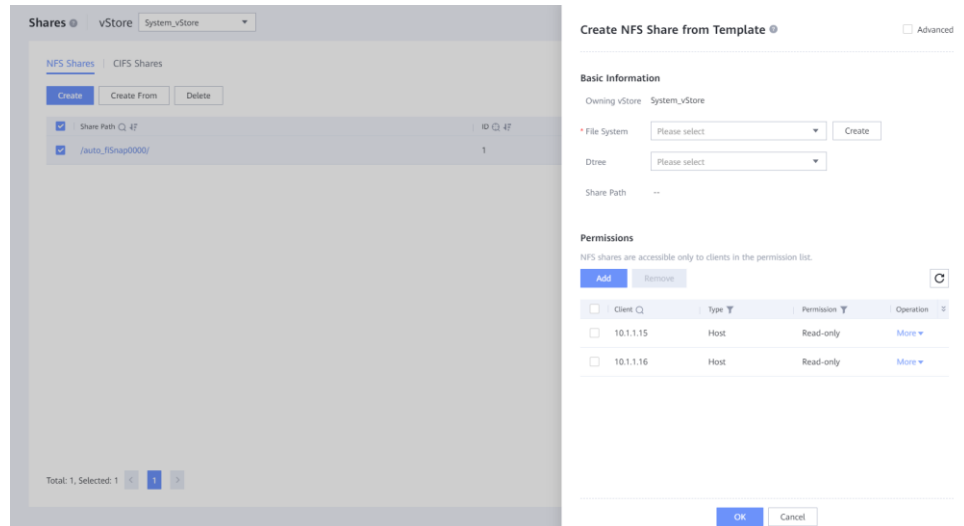 Shares vStore System_vStore
NFS Shares CIFS Shares
Create Create From Delete
Share Path ID
/auto_fiSnap0000/ 1
Total: 1, Selected: 1 < 1 >
Create NFS Share from Template Advanced
Basic Information
Owning vStore System_vStore
* File System Please select Create
Dtree Please select
Share Path --
Permissions
NFS shares are accessible only to clients in the permission list.
Add Remove
Client Type Permission Operation
10.1.1.15 Host Read-only More
10.1.1.16 Host Read-only More
OK Cancel